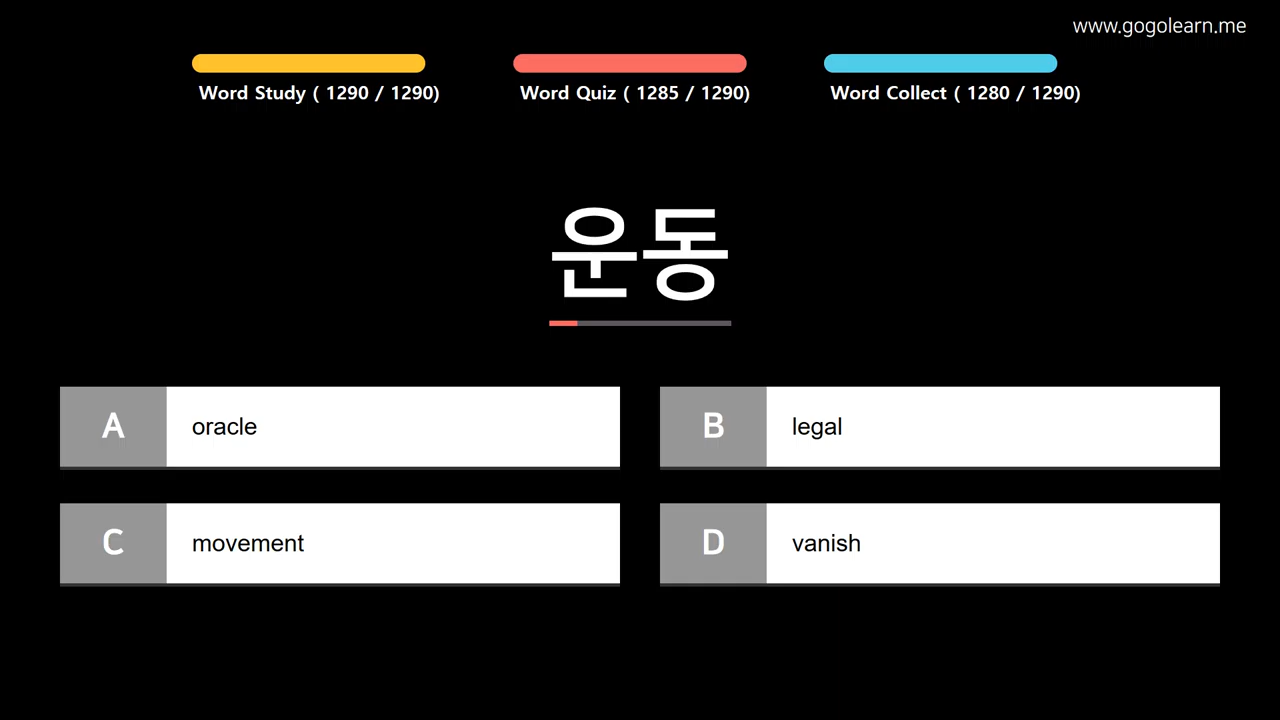 www.gogolearn.me
Word Study ( 1290 / 1290)
Word Quiz ( 1285 / 1290)
Word Collect ( 1280 / 1290)
운동
A oracle
B legal
C movement
D vanish